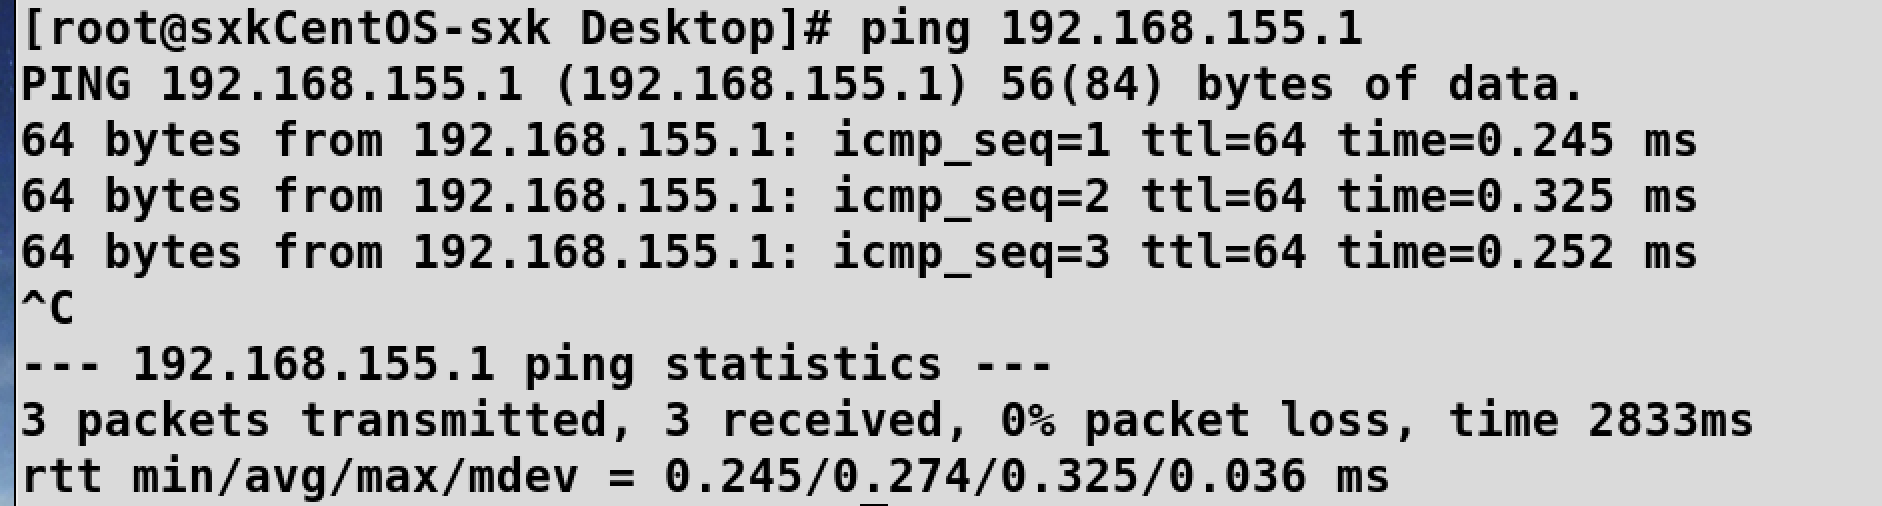 [root@sxkCentOS-sxk Desktop]# ping 192.168.155.1
PING 192.168.155.1 (192.168.155.1) 56(84) bytes of data.
64 bytes from 192.168.155.1: icmp_seq=1 ttl=64 time=0.245 ms
64 bytes from 192.168.155.1: icmp_seq=2 ttl=64 time=0.325 ms
64 bytes from 192.168.155.1: icmp_seq=3 ttl=64 time=0.252 ms
^C
--- 192.168.155.1 ping statistics ---
3 packets transmitted, 3 received, 0% packet loss, time 2833ms
rtt min/avg/max/mdev = 0.245/0.274/0.325/0.036 ms